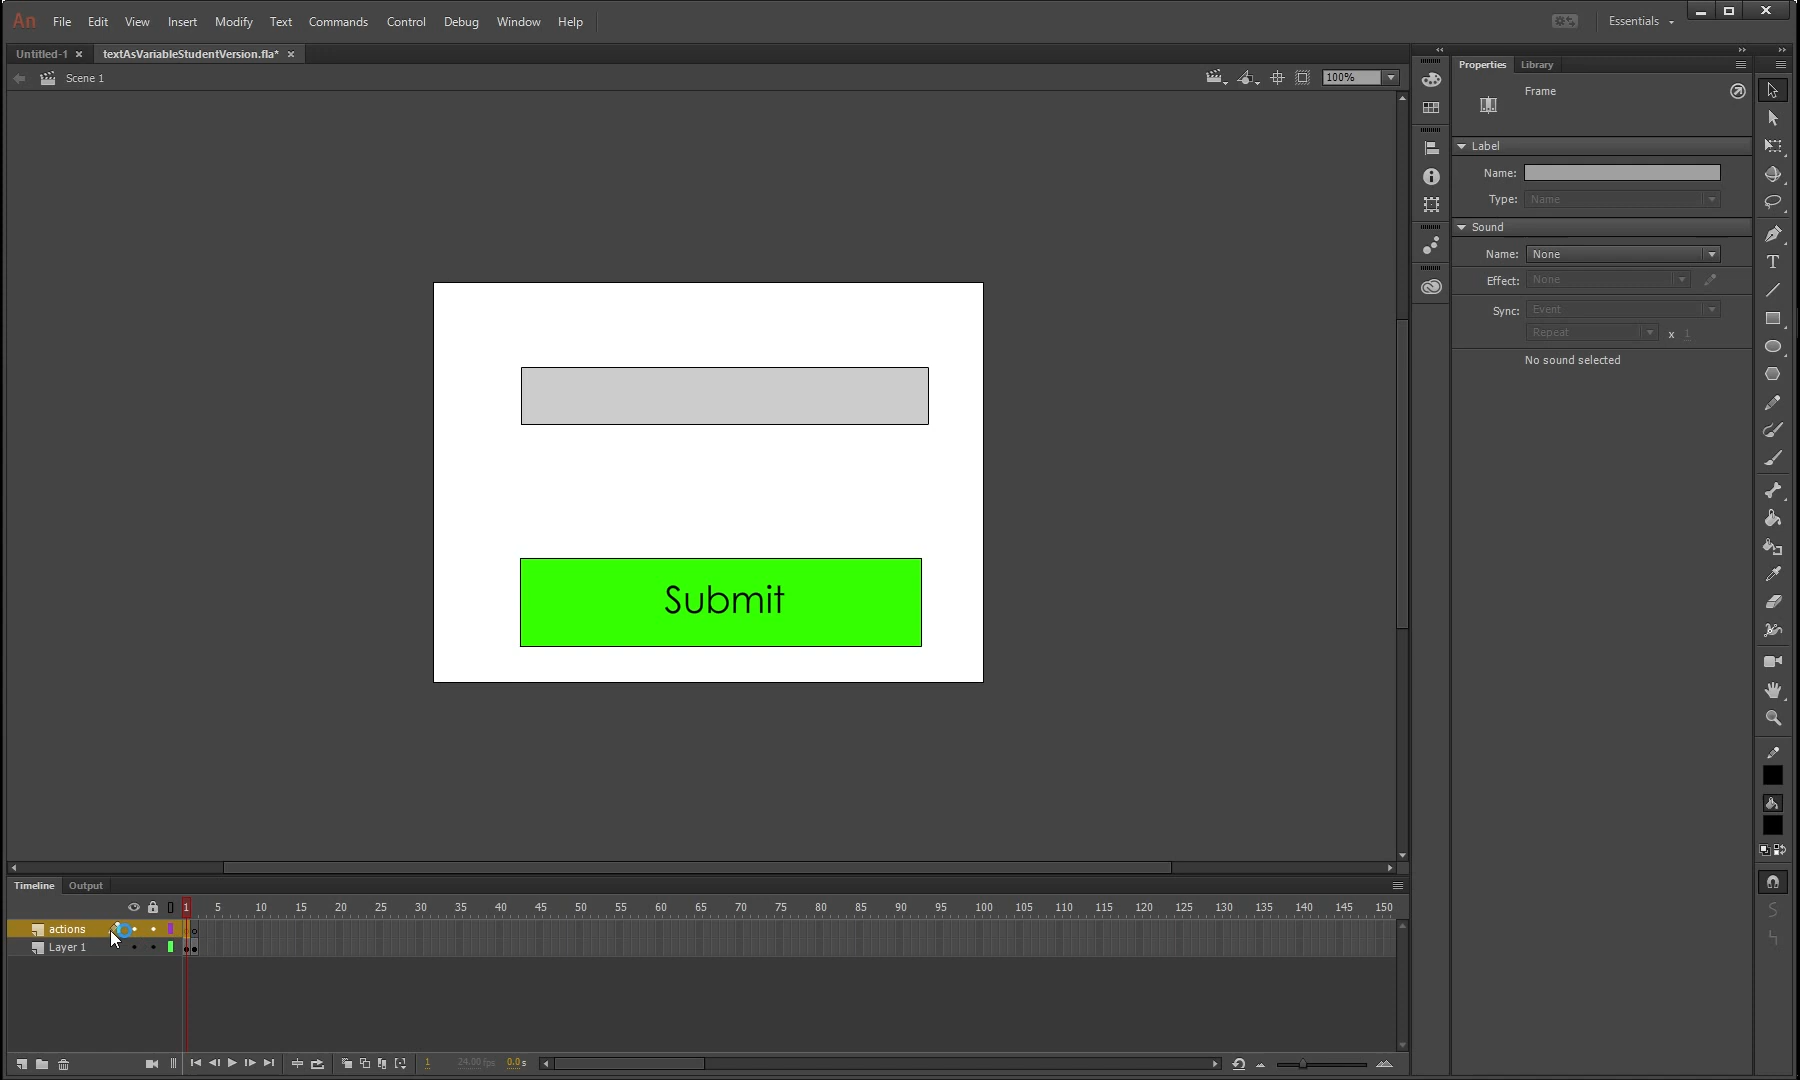 An File Edit View Insert Modify Text Commands Control Debug Window Help Essentials
Untitled-1 × textAsVariableStudentVersion.fla* ×
Scene 1 100%
Properties Library
Frame
Label
Name:
Type: Name
Sound
Name: None
Effect: None
Sync: Event
Repeat x 1
No sound selected
Submit
Timeline Output
1 5 10 15 20 25 30 35 40 45 50 55 60 65 70 75 80 85 90 95 100 105 110 115 120 125 130 135 140 145 150
actions
Layer 1
1 24.00 fps 0.0 s